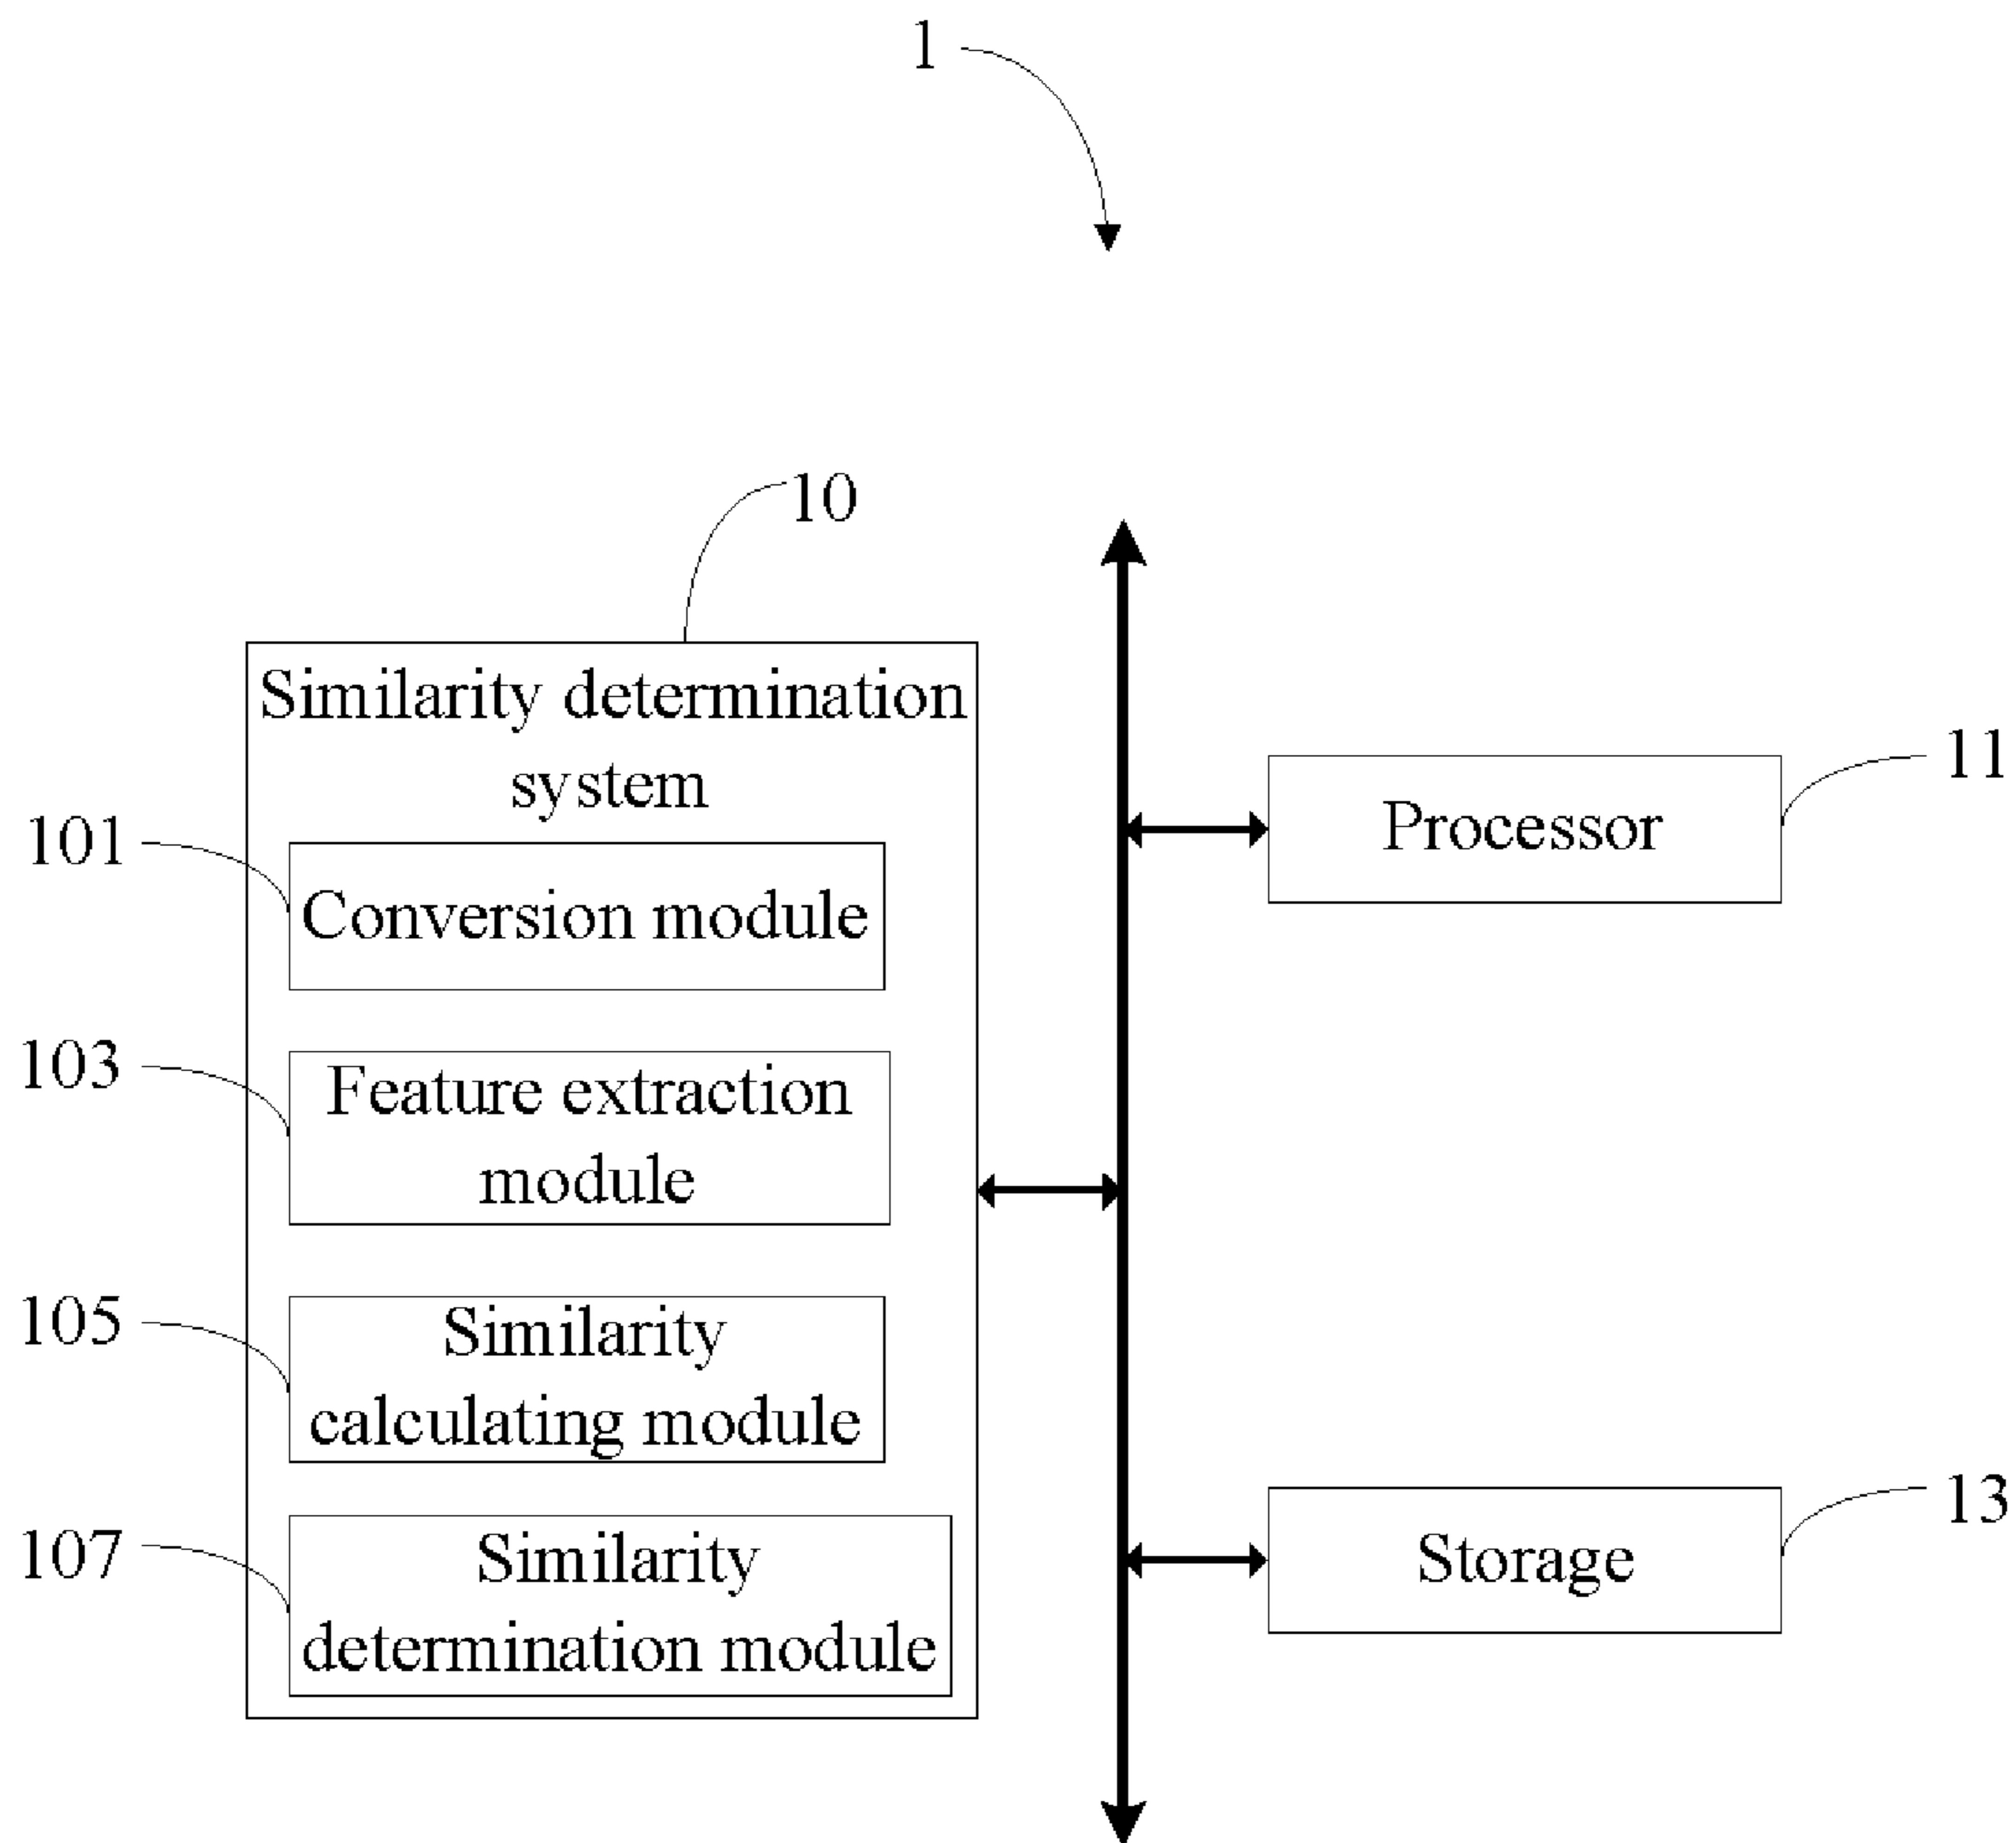 1
10
Similarity determination
system
101
Conversion module
103
Feature extraction
module
105
Similarity
calculating module
107
Similarity
determination module
11
Processor
13
Storage